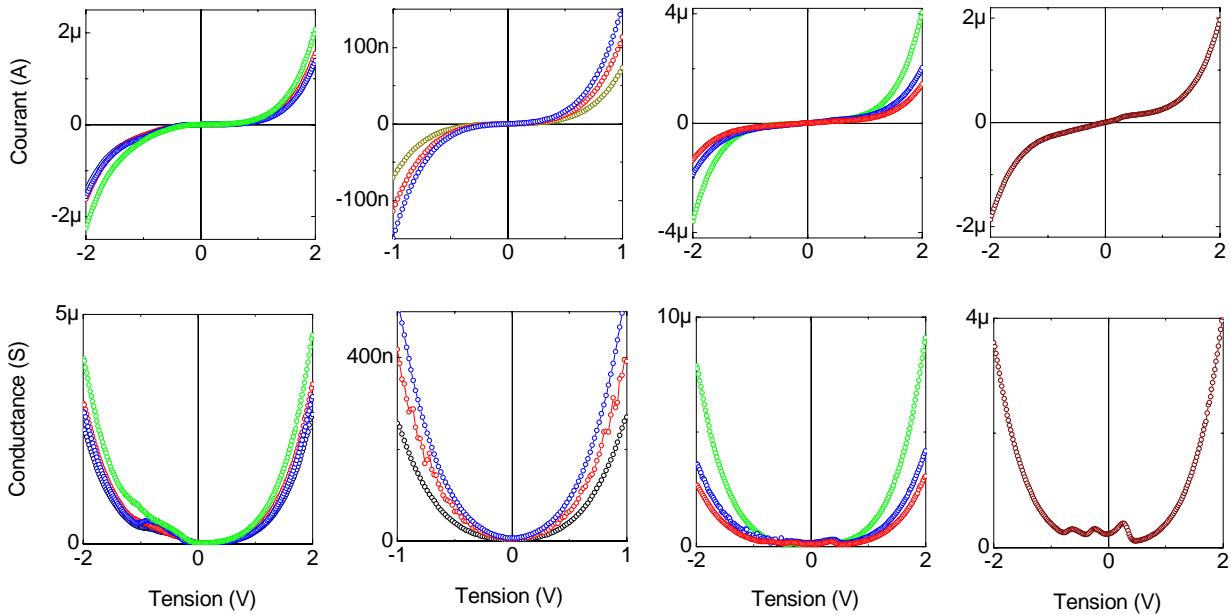 Courant (A)
2µ
0
-2µ
-2 0 2
100n
0
-100n
-1 0 1
4µ
0
-4µ
-2 0 2
2µ
0
-2µ
-2 0 2
Conductance (S)
5µ
0
-2 0 2
Tension (V)
400n
0
-1 0 1
Tension (V)
10µ
0
-2 0 2
Tension (V)
4µ
2µ
0
-2 0 2
Tension (V)